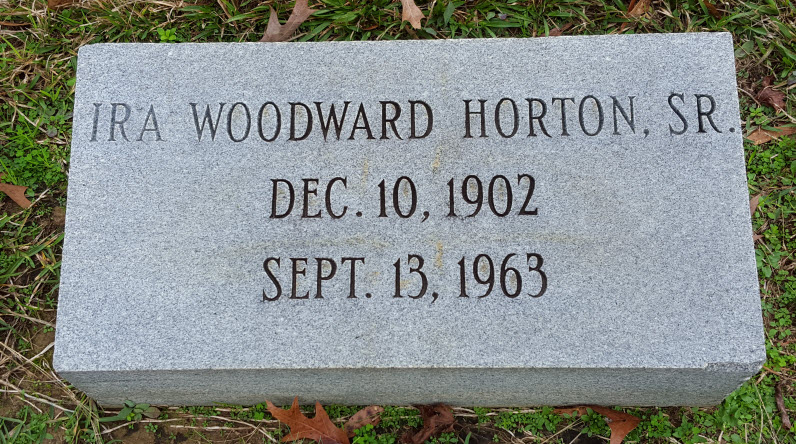 IRA WOODWARD HORTON, SR.
DEC. 10, 1902
SEPT. 13, 1963